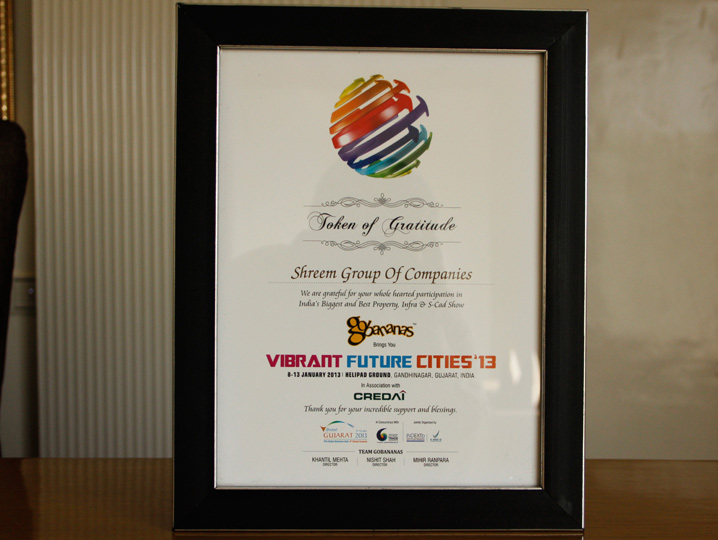 Token of Gratitude
Shreem Group Of Companies
We are grateful for your whole hearted participation in
India's Biggest and Best Property, Infra & S-Cad Show
gobananas
Brings You
VIBRANT FUTURE CITIES'13
6-13 JANUARY 2013 | HELIPAD GROUND, GANDHINAGAR, GUJARAT, INDIA
In Association with
CREDAI
Thank you for your incredible support and blessings.
Vibrant
GUJARAT 2013
INDEXTb
TEAM GOBANANAS
KHANTIL MEHTA NISHIT SHAH MIHIR RANPARA
DIRECTOR DIRECTOR DIRECTOR